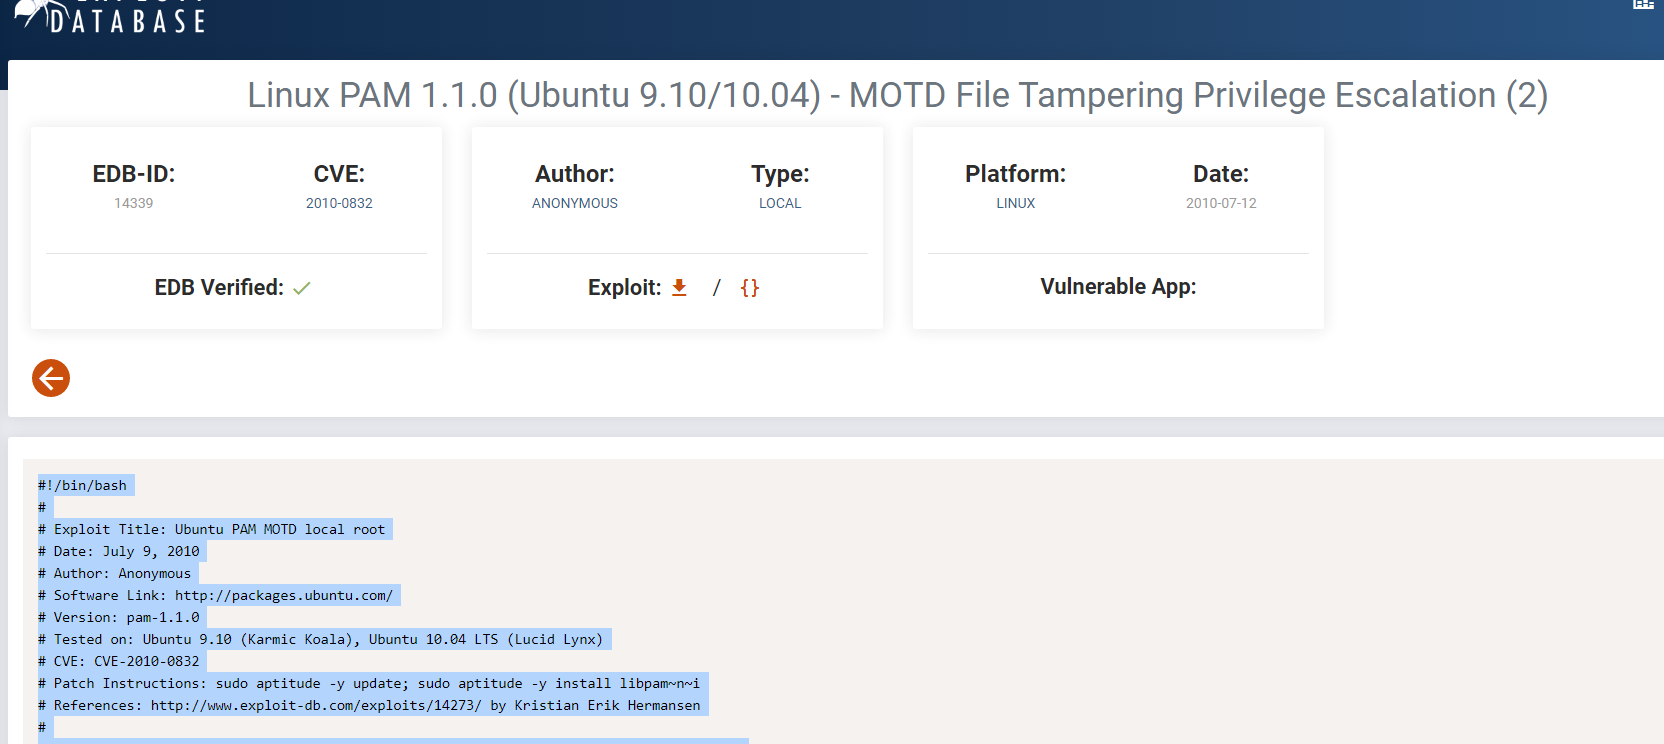 DATABASE
Linux PAM 1.1.0 (Ubuntu 9.10/10.04) - MOTD File Tampering Privilege Escalation (2)
EDB-ID:
14339
CVE:
2010-0832
EDB Verified:
Author:
ANONYMOUS
Type:
LOCAL
Exploit: / {}
Platform:
LINUX
Date:
2010-07-12
Vulnerable App:
#!/bin/bash
#
# Exploit Title: Ubuntu PAM MOTD local root
# Date: July 9, 2010
# Author: Anonymous
# Software Link: http://packages.ubuntu.com/
# Version: pam-1.1.0
# Tested on: Ubuntu 9.10 (Karmic Koala), Ubuntu 10.04 LTS (Lucid Lynx)
# CVE: CVE-2010-0832
# Patch Instructions: sudo aptitude -y update; sudo aptitude -y install libpam~n~i
# References: http://www.exploit-db.com/exploits/14273/ by Kristian Erik Hermansen
#